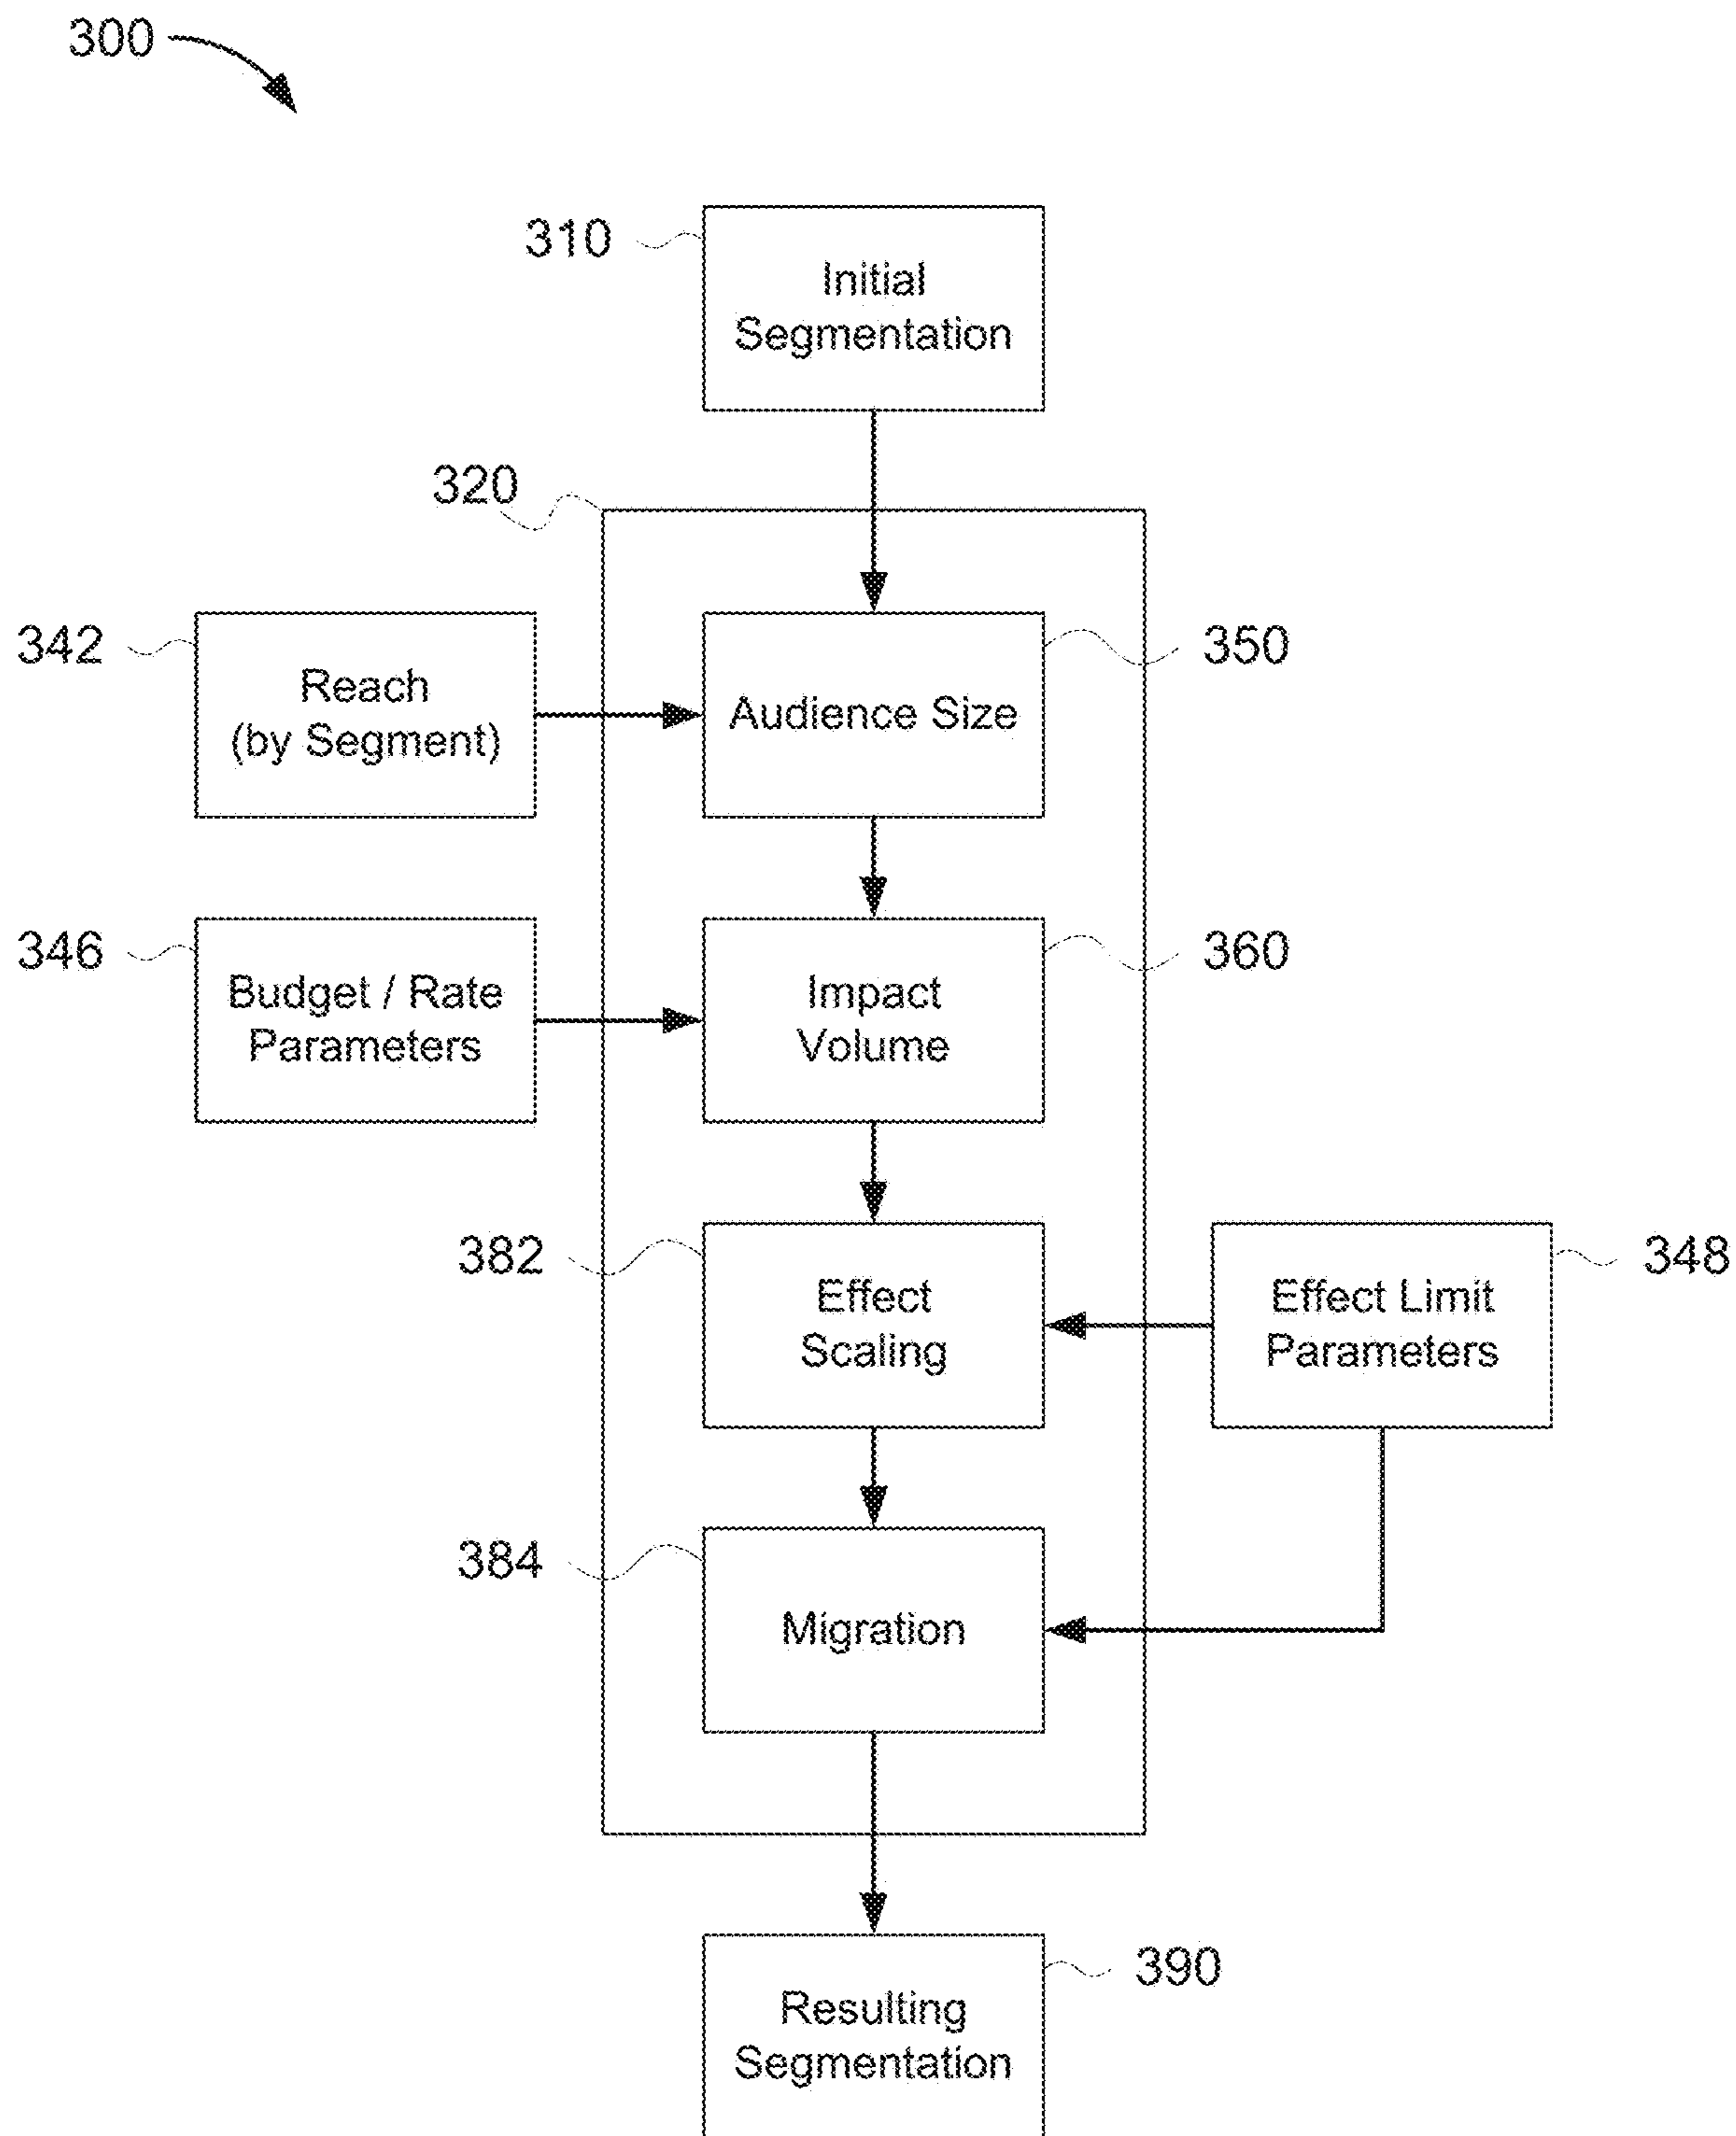 300
310
Initial
Segmentation
320
342
Reach
(by Segment)
Audience Size
350
346
Budget / Rate
Parameters
Impact
Volume
360
382
Effect
Scaling
Effect Limit
Parameters
348
384
Migration
390
Resulting
Segmentation